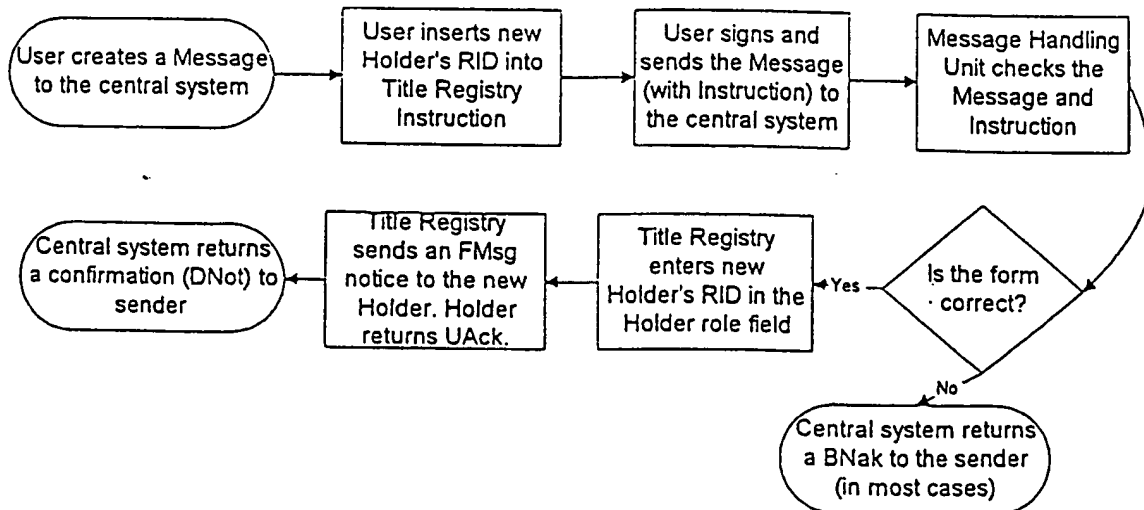 User creates a Message
to the central system
User inserts new
Holder's RID into
Title Registry
Instruction
User signs and
sends the Message
(with Instruction) to
the central system
Message Handling
Unit checks the
Message and
Instruction
Is the form
correct?
Yes
Title Registry
enters new
Holder's RID in the
Holder role field
Title Registry
sends an FMsg
notice to the new
Holder. Holder
returns UAck.
Central system returns
a confirmation (DNot) to
sender
No
Central system returns
a BNak to the sender
(in most cases)